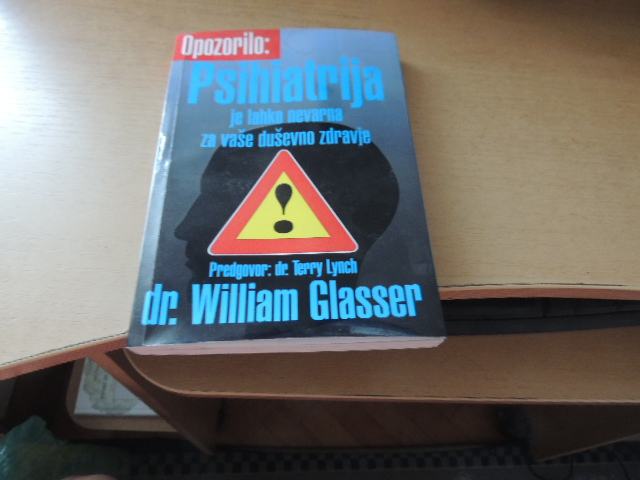 Opozorilo:
Psihiatrija
je lahko nevarna
za vaše duševno zdravje
!
Predgovor: dr. Terry Lynch
dr. William Glasser